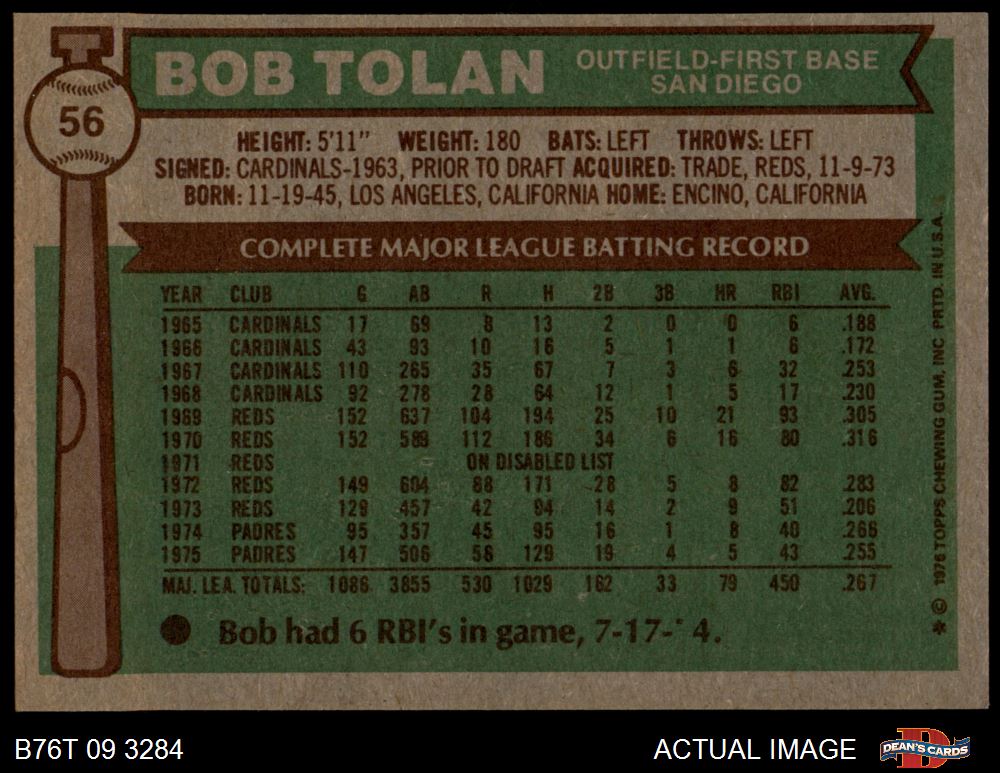 BOB TOLAN
OUTFIELD-FIRST BASE
SAN DIEGO
56
HEIGHT: 5'11" WEIGHT: 180 BATS: LEFT THROWS: LEFT
SIGNED: CARDINALS-1963, PRIOR TO DRAFT ACQUIRED: TRADE, REDS, 11-9-73
BORN: 11-19-45, LOS ANGELES, CALIFORNIA HOME: ENCINO, CALIFORNIA
COMPLETE MAJOR LEAGUE BATTING RECORD
YEAR CLUB G AB R H 2B 3B HR RBI AVG.
1965 CARDINALS 17 69 8 13 2 0 0 6 .188
1966 CARDINALS 43 93 10 16 5 1 1 6 .172
1967 CARDINALS 110 265 35 67 7 3 6 32 .253
1968 CARDINALS 92 278 28 64 12 1 5 17 .230
1969 REDS 152 637 104 194 25 10 21 93 .305
1970 REDS 152 589 112 186 34 6 16 80 .316
1971 REDS ON DISABLED LIST
1972 REDS 149 604 88 171 28 5 8 82 .283
1973 REDS 129 457 42 94 14 2 9 51 .206
1974 PADRES 95 357 45 95 16 1 8 40 .266
1975 PADRES 147 506 58 129 19 4 5 43 .255
MAJ. LEA. TOTALS: 1086 3855 530 1029 162 33 79 450 .267
Bob had 6 RBI's in game, 7-17- 4.
* © 1976 TOPPS CHEWING GUM, INC PRTD. IN U.S.A.
B76T 09 3284
ACTUAL IMAGE
DEAN'S CARDS